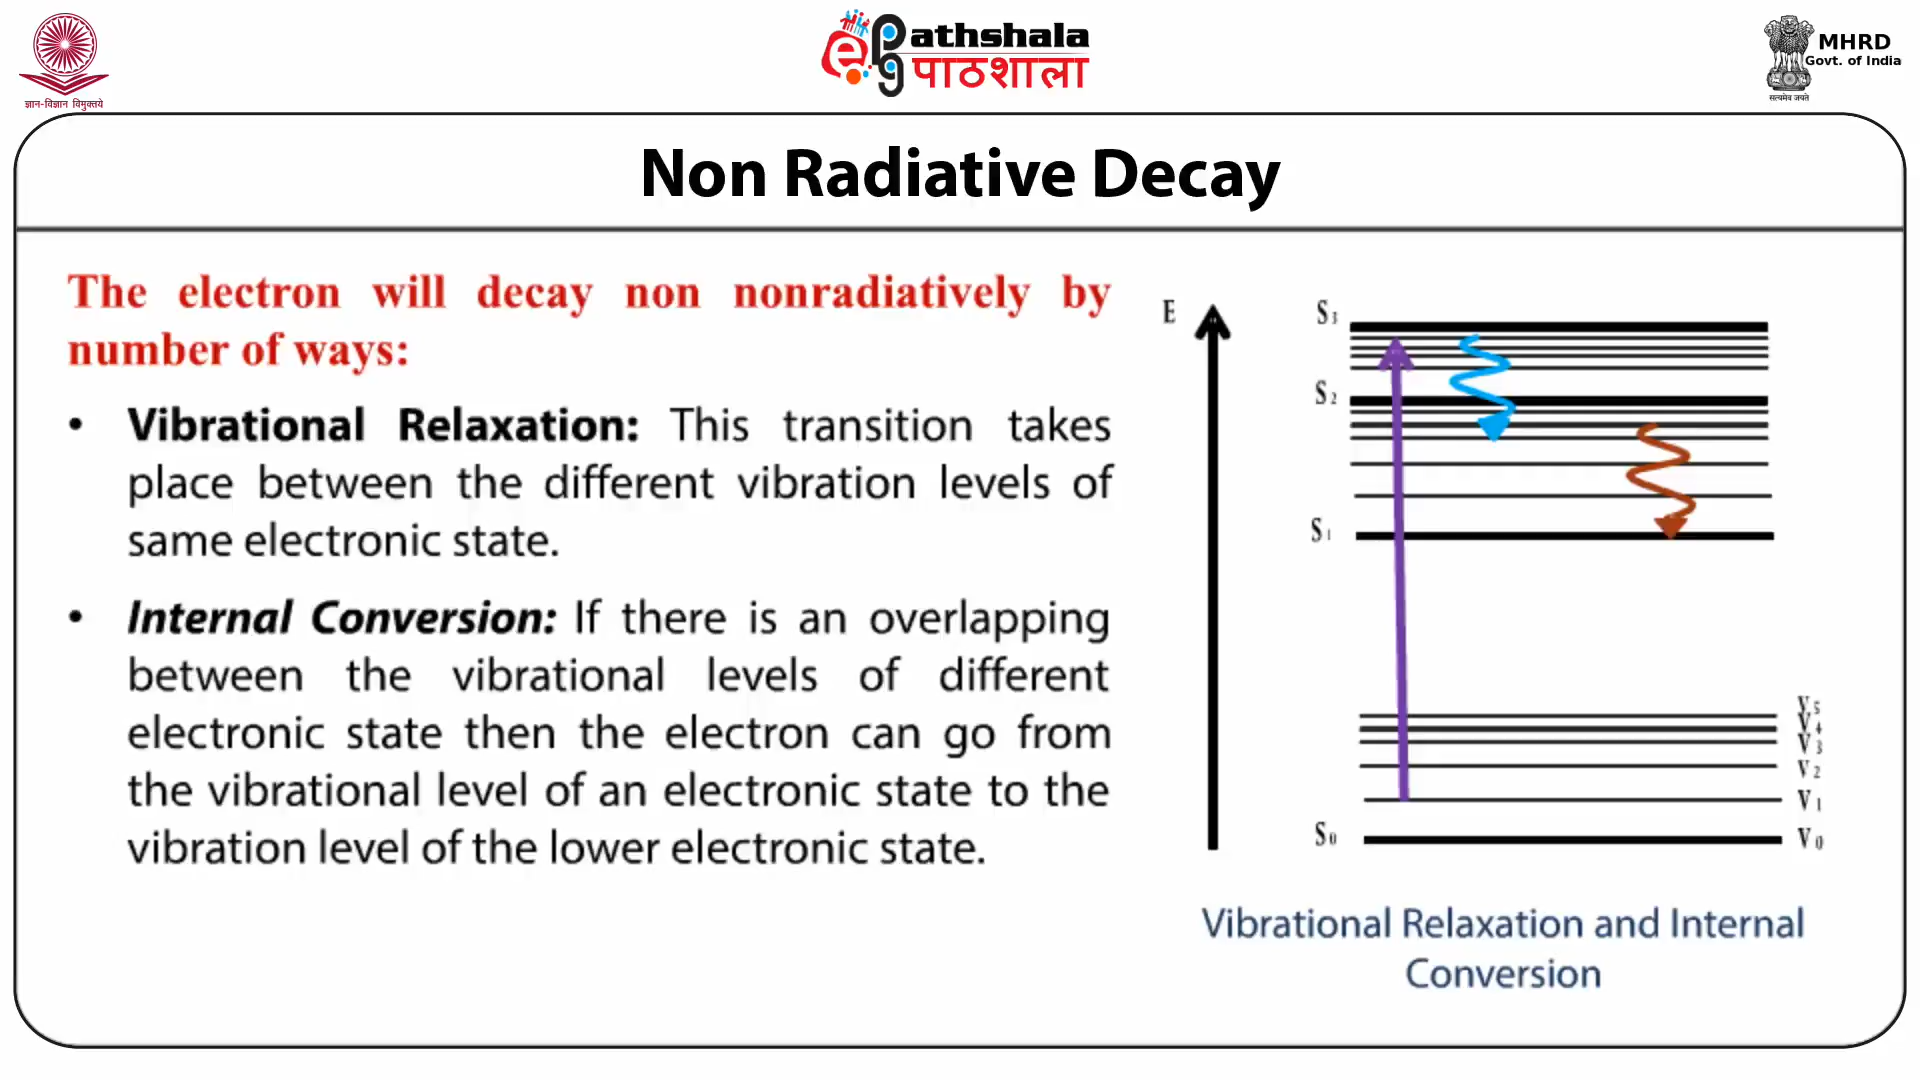 ज्ञान-विज्ञान विमुक्तये
ePathshala
पाठशाला
MHRD
Govt. of India
सत्यमेव जयते
Non Radiative Decay
The electron will decay non nonradiatively by
number of ways:
• Vibrational Relaxation: This transition takes
place between the different vibration levels of
same electronic state.
• Internal Conversion: If there is an overlapping
between the vibrational levels of different
electronic state then the electron can go from
the vibrational level of an electronic state to the
vibration level of the lower electronic state.
E
S3
S2
S1
V5
V4
V3
V2
V1
S0
V0
Vibrational Relaxation and Internal
Conversion